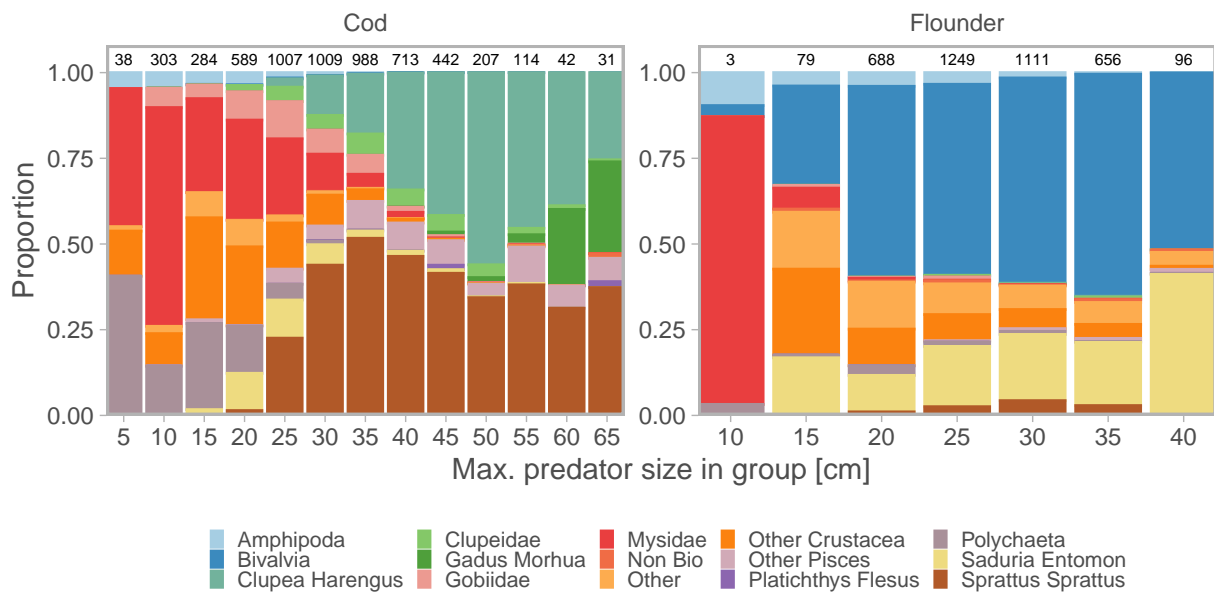 Cod Flounder
38 303 284 589 1007 1009 988 713 442 207 114 42 31 3 79 688 1249 1111 656 96
1.00 1.00
0.75 0.75
0.50 0.50
0.25 0.25
0.00 0.00
Proportion
5 10 15 20 25 30 35 40 45 50 55 60 65 10 15 20 25 30 35 40
Max. predator size in group [cm]
Amphipoda Clupeidae Mysidae Other Crustacea Polychaeta
Bivalvia Gadus Morhua Non Bio Other Pisces Saduria Entomon
Clupea Harengus Gobiidae Other Platichthys Flesus Sprattus Sprattus